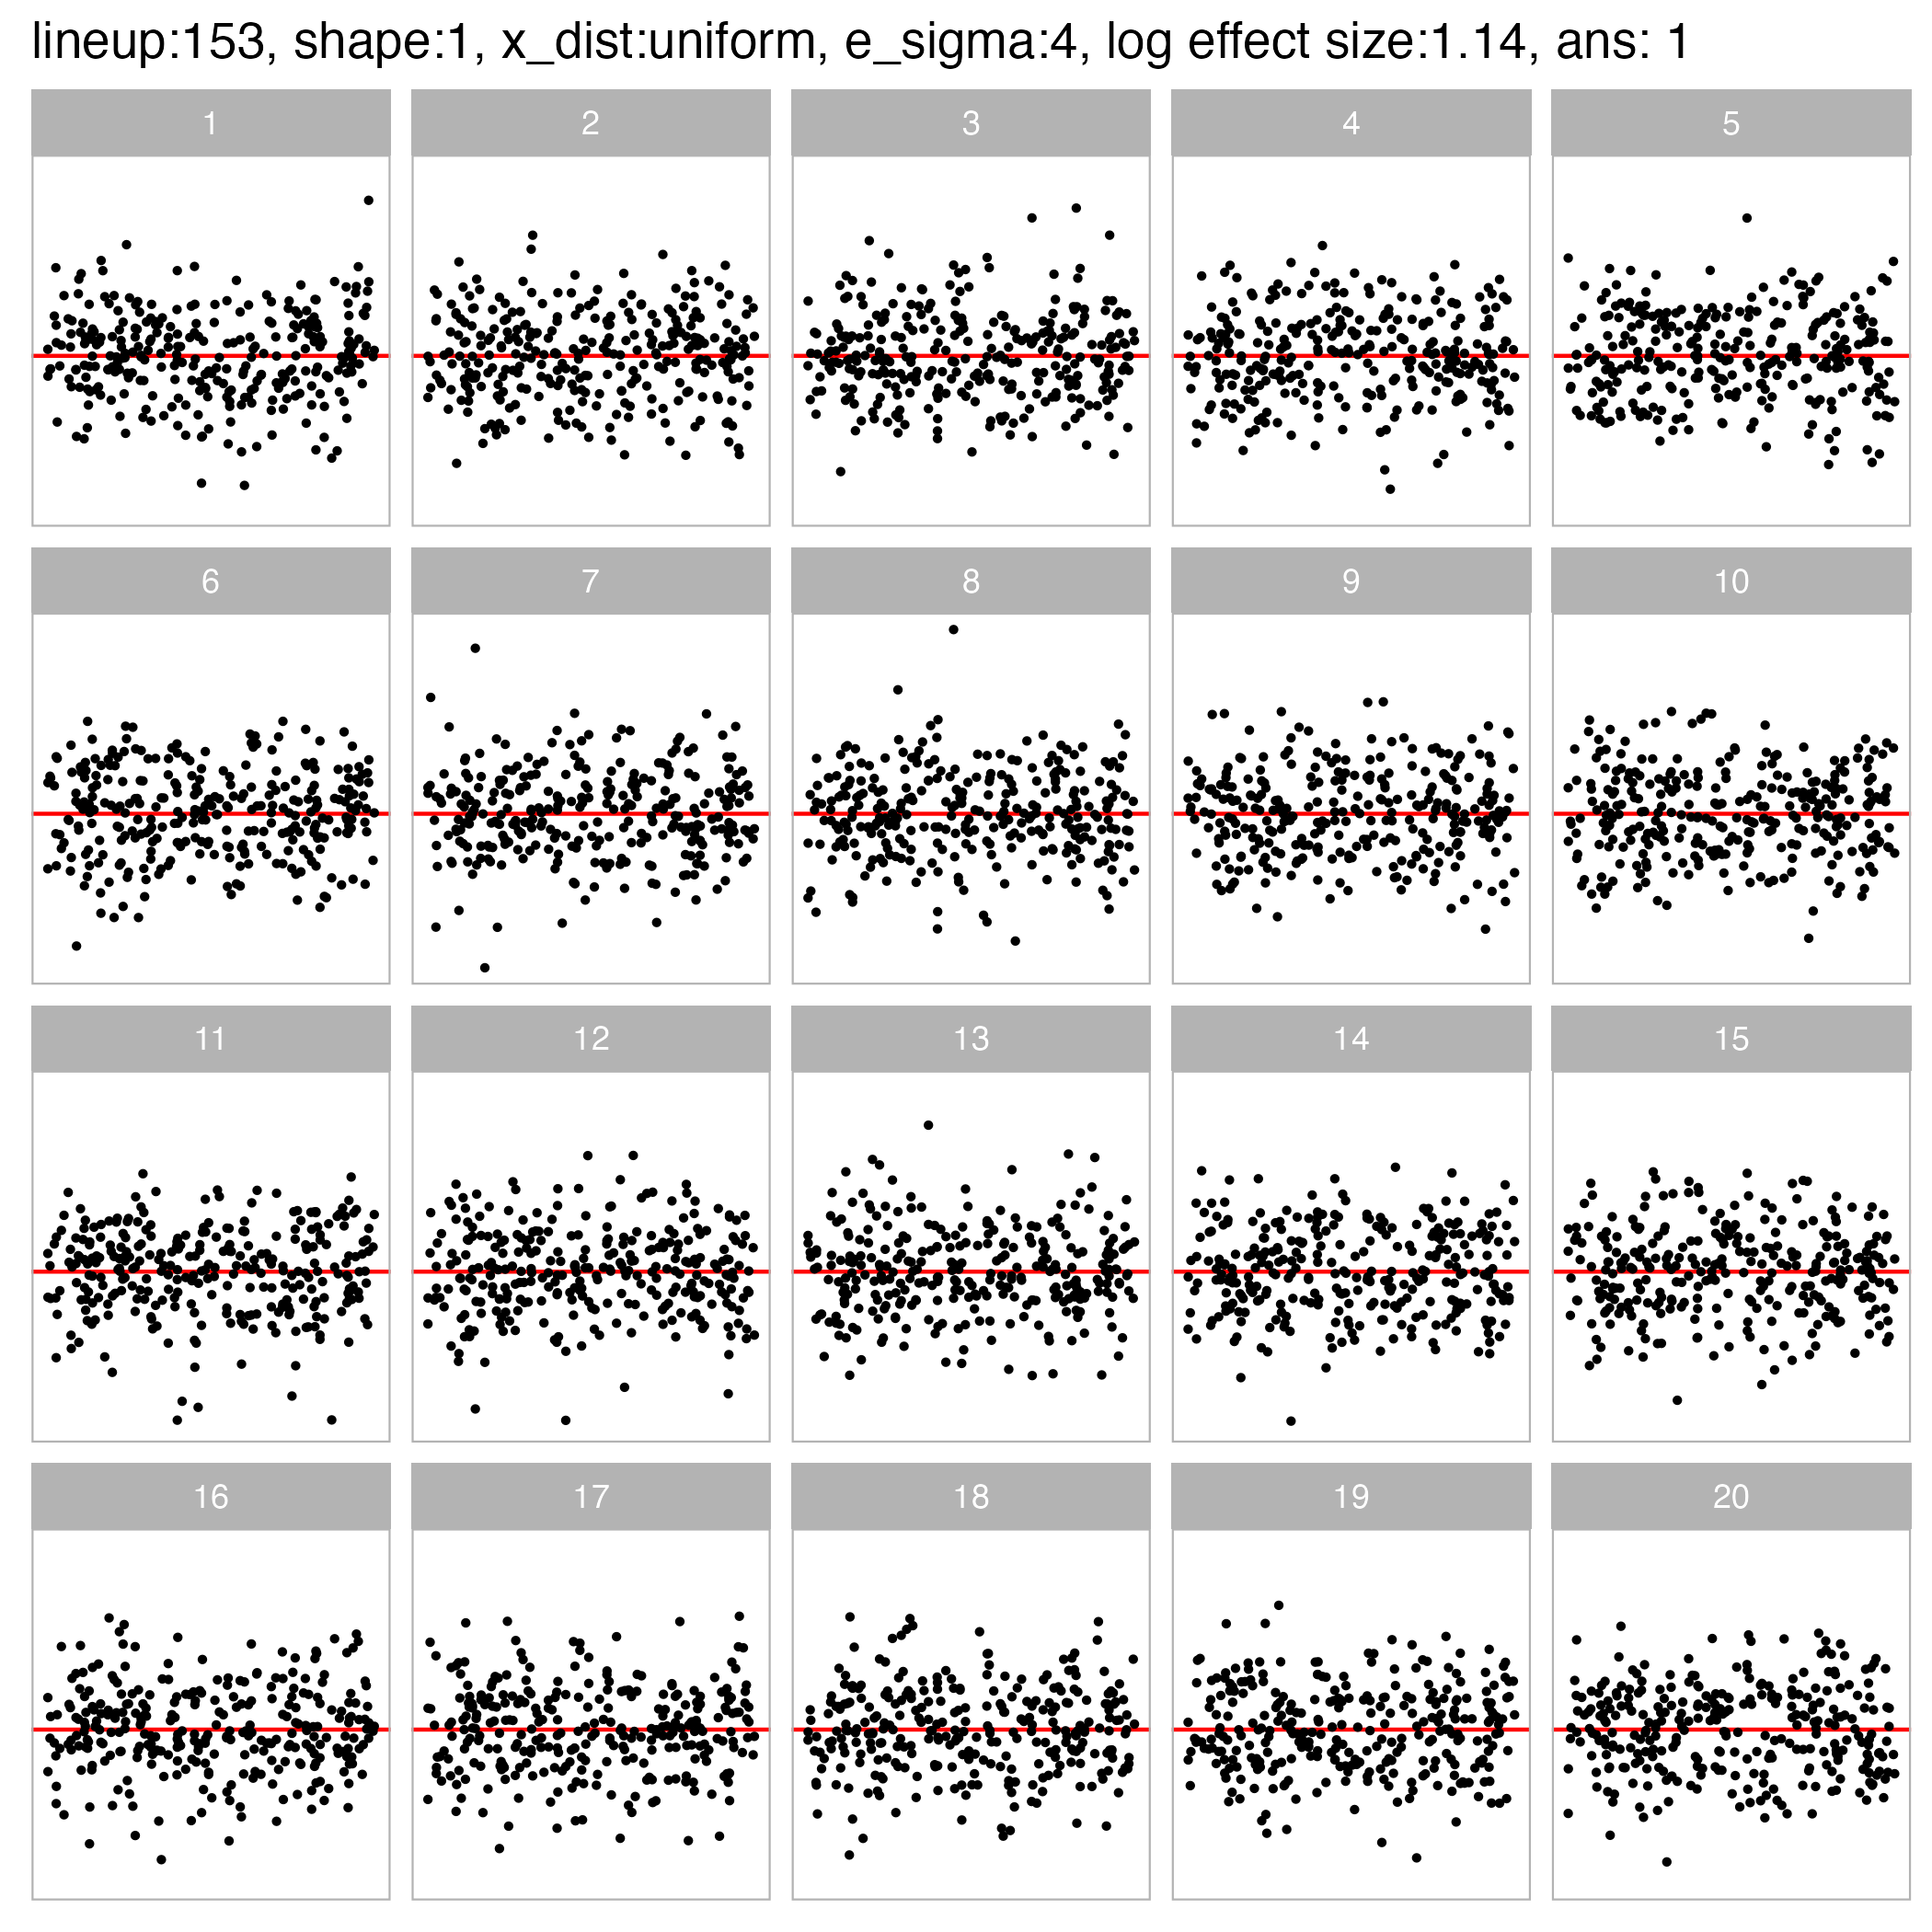 lineup:153, shape:1, x_dist:uniform, e_sigma:4, log effect size:1.14, ans: 1
1 2 3 4 5
6 7 8 9 10
11 12 13 14 15
16 17 18 19 20